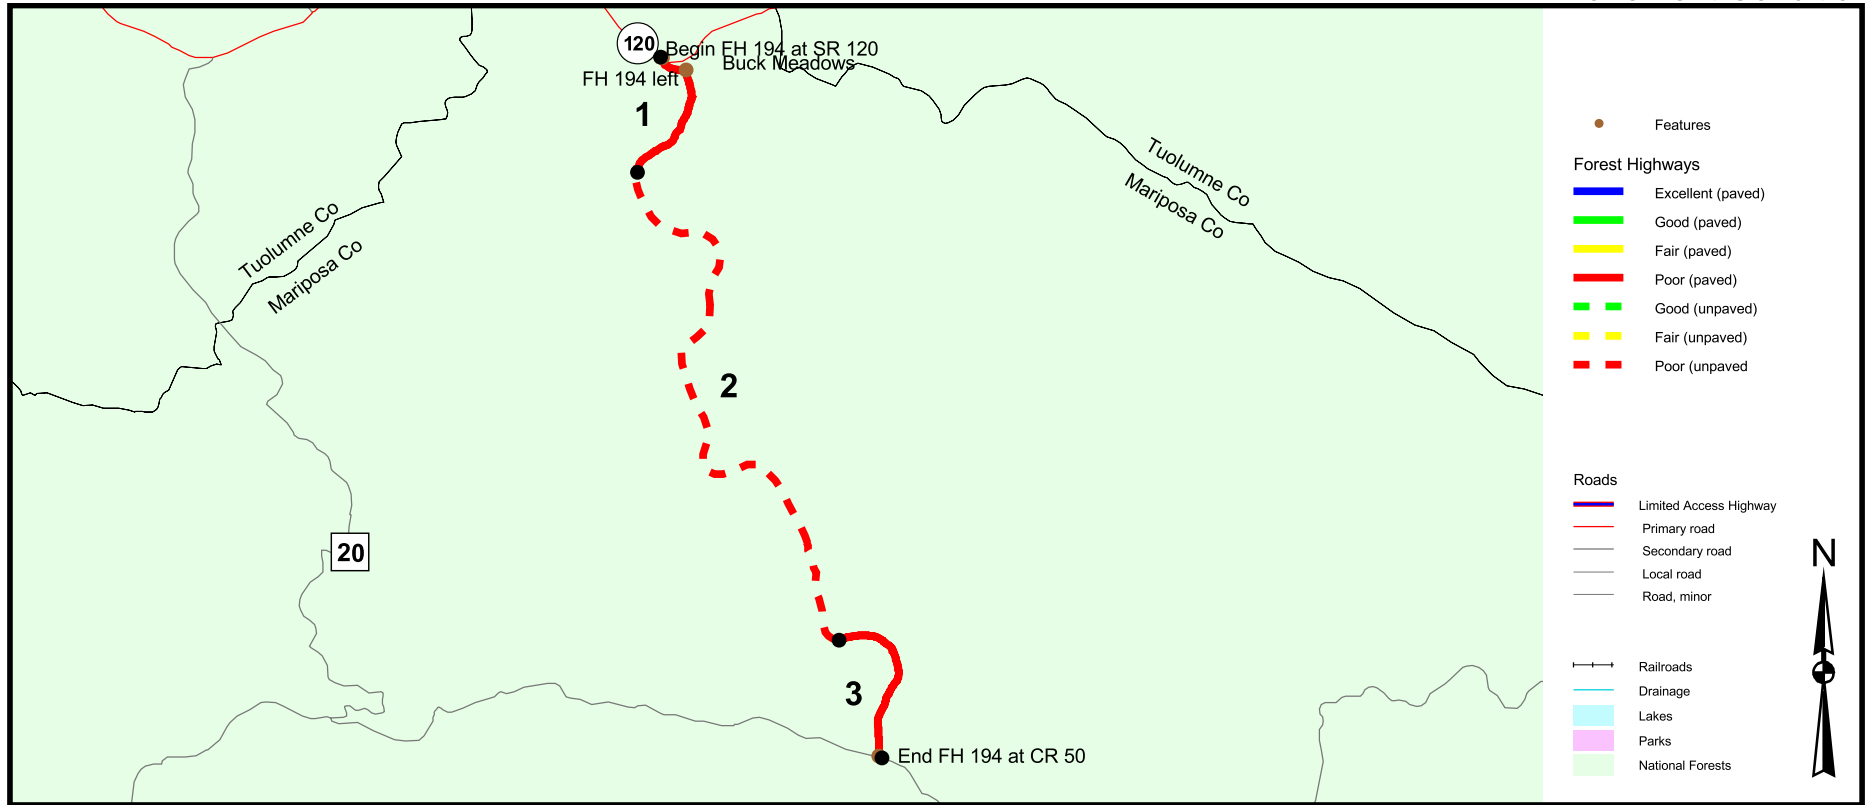 120
Begin FH 194 at SR 120
Buck Meadows
FH 194 left
1
Tuolumne Co
Mariposa Co
Tuolumne Co
Mariposa Co
2
20
3
End FH 194 at CR 50
Features
Forest Highways
Excellent (paved)
Good (paved)
Fair (paved)
Poor (paved)
Good (unpaved)
Fair (unpaved)
Poor (unpaved
Roads
Limited Access Highway
Primary road
Secondary road
Local road
Road, minor
N
Railroads
Drainage
Lakes
Parks
National Forests